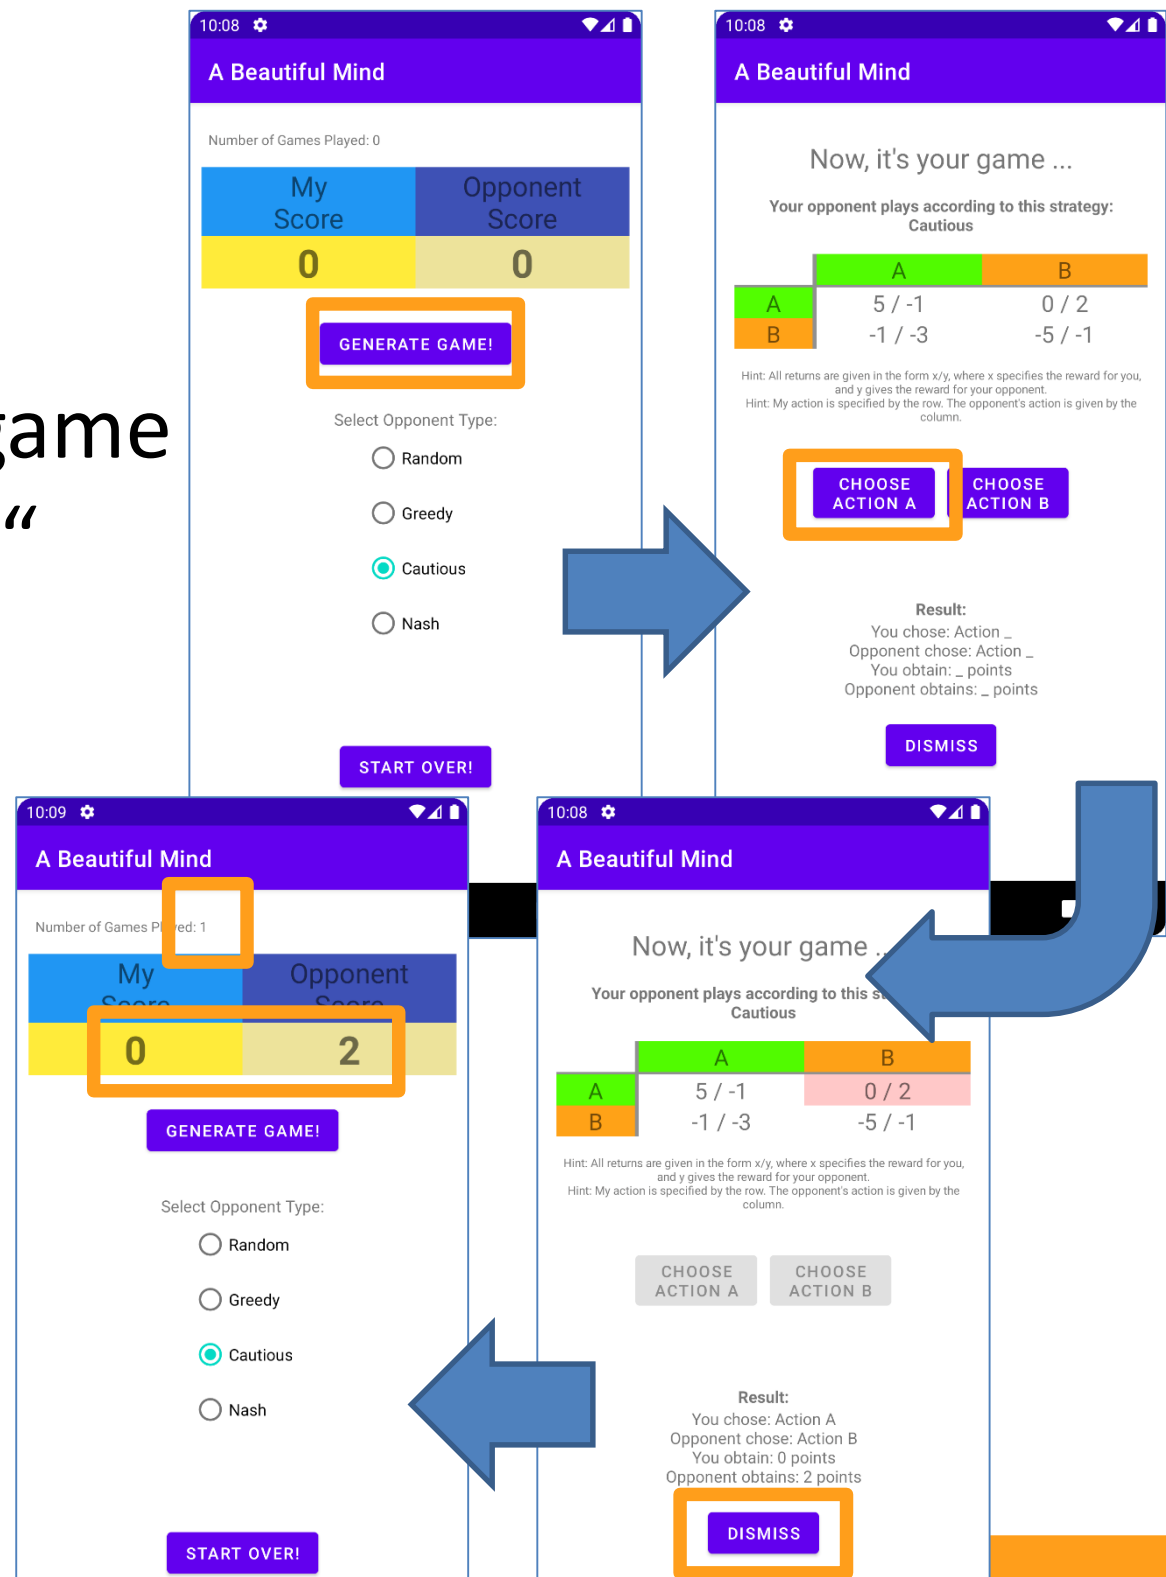 game
“
10:08
A Beautiful Mind
Number of Games Played: 0
My Score
Opponent Score
0
0
GENERATE GAME!
Select Opponent Type:
Random
Greedy
Cautious
Nash
START OVER!
10:08
A Beautiful Mind
Now, it's your game ...
Your opponent plays according to this strategy:
Cautious
A B
A 5 / -1 0 / 2
B -1 / -3 -5 / -1
Hint: All returns are given in the form x/y, where x specifies the reward for you,
and y gives the reward for your opponent.
Hint: My action is specified by the row. The opponent's action is given by the
column.
CHOOSE ACTION A
CHOOSE ACTION B
Result:
You chose: Action _
Opponent chose: Action _
You obtain: _ points
Opponent obtains: _ points
DISMISS
10:08
A Beautiful Mind
Now, it's your game ..
Your opponent plays according to this st
Cautious
A B
A 5 / -1 0 / 2
B -1 / -3 -5 / -1
Hint: All returns are given in the form x/y, where x specifies the reward for you,
and y gives the reward for your opponent.
Hint: My action is specified by the row. The opponent's action is given by the
column.
CHOOSE ACTION A
CHOOSE ACTION B
Result:
You chose: Action A
Opponent chose: Action B
You obtain: 0 points
Opponent obtains: 2 points
DISMISS
10:09
A Beautiful Mind
Number of Games Played: 1
My Score
Opponent Score
0
2
GENERATE GAME!
Select Opponent Type:
Random
Greedy
Cautious
Nash
START OVER!